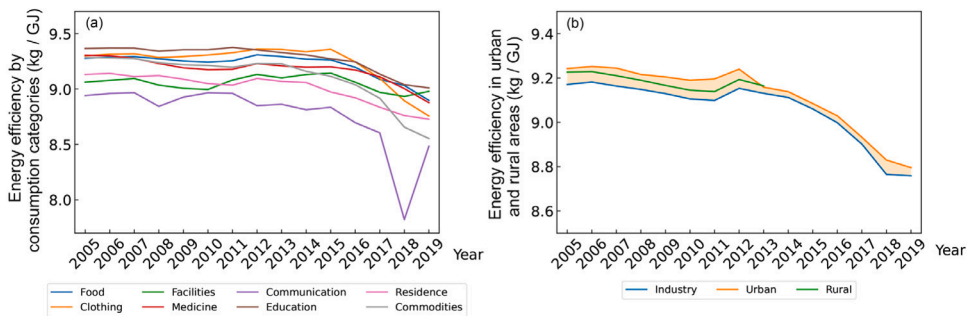 (a)
Energy efficiency by
consumption categories (kg / GJ)
9.5
9.0
8.5
8.0
2005 2006 2007 2008 2009 2010 2011 2012 2013 2014 2015 2016 2017 2018 2019
Year
Food Facilities Communication Residence
Clothing Medicine Education Commodities
(b)
Energy efficiency in urban
and rural areas (kg / GJ)
9.4
9.2
9.0
8.8
8.6
2005 2006 2007 2008 2009 2010 2011 2012 2013 2014 2015 2016 2017 2018 2019
Year
Industry Urban Rural